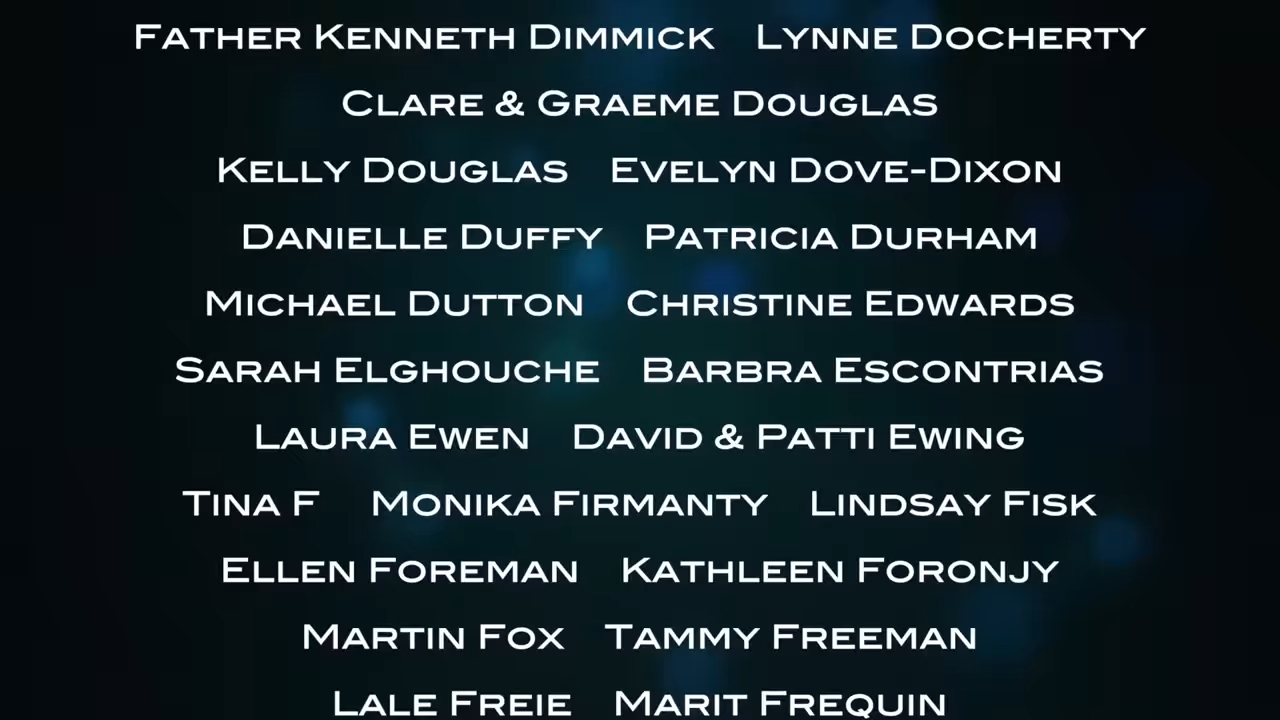 Father Kenneth Dimmick Lynne Docherty
Clare & Graeme Douglas
Kelly Douglas Evelyn Dove-Dixon
Danielle Duffy Patricia Durham
Michael Dutton Christine Edwards
Sarah Elghouche Barbra Escontrias
Laura Ewen David & Patti Ewing
Tina F Monika Firmanty Lindsay Fisk
Ellen Foreman Kathleen Foronjy
Martin Fox Tammy Freeman
Lale Freie Marit Frequin